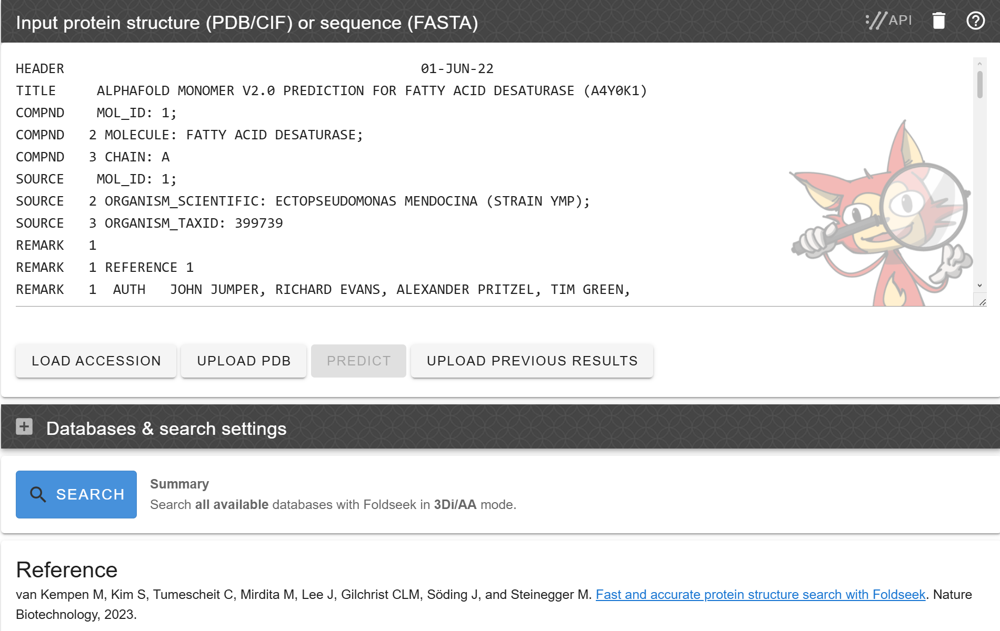 Input protein structure (PDB/CIF) or sequence (FASTA)
API
HEADER                                            01-JUN-22
TITLE     ALPHAFOLD MONOMER V2.0 PREDICTION FOR FATTY ACID DESATURASE (A4Y0K1)
COMPND    MOL_ID: 1;
COMPND   2 MOLECULE: FATTY ACID DESATURASE;
COMPND   3 CHAIN: A
SOURCE    MOL_ID: 1;
SOURCE   2 ORGANISM_SCIENTIFIC: ECTOPSEUDOMONAS MENDOCINA (STRAIN YMP);
SOURCE   3 ORGANISM_TAXID: 399739
REMARK   1
REMARK   1 REFERENCE 1
REMARK   1  AUTH   JOHN JUMPER, RICHARD EVANS, ALEXANDER PRITZEL, TIM GREEN,
LOAD ACCESSION
UPLOAD PDB
PREDICT
UPLOAD PREVIOUS RESULTS
Databases & search settings
SEARCH
Summary
Search all available databases with Foldseek in 3Di/AA mode.
Reference
van Kempen M, Kim S, Tumescheit C, Mirdita M, Lee J, Gilchrist CLM, Söding J, and Steinegger M. Fast and accurate protein structure search with Foldseek. Nature
Biotechnology, 2023.